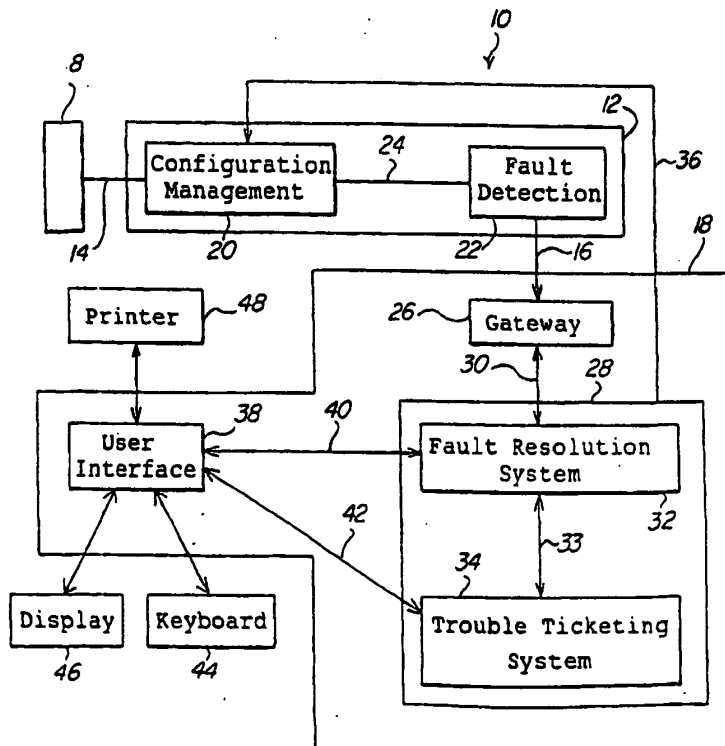 10
8
12
Configuration
Management
24
Fault
Detection
36
14
20
22
16
18
Printer
48
26
Gateway
30
28
User
Interface
38
40
Fault Resolution
System
32
42
33
34
Trouble Ticketing
System
Display
46
Keyboard
44